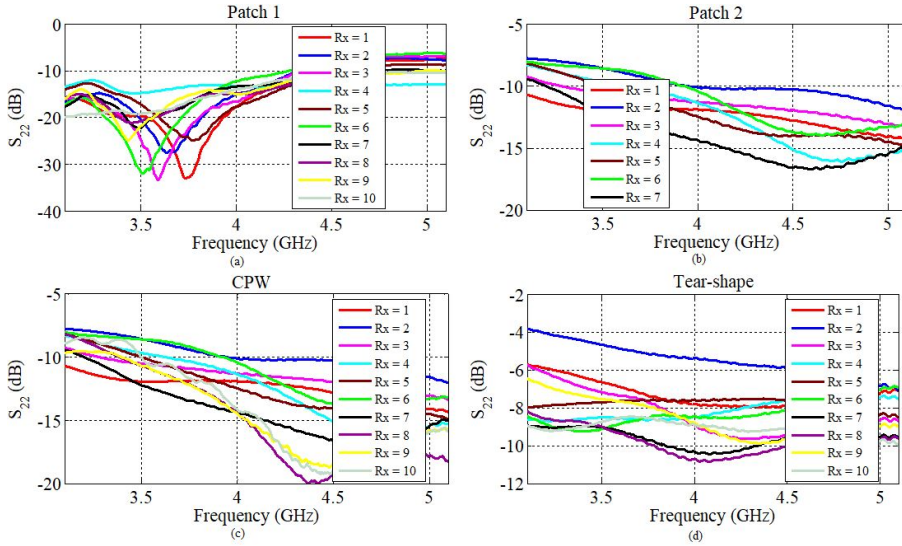 Patch 1
0
-10
-20
-30
-40
S22 (dB)
3.5
4
4.5
5
Frequency (GHz)
(a)
Rx = 1
Rx = 2
Rx = 3
Rx = 4
Rx = 5
Rx = 6
Rx = 7
Rx = 8
Rx = 9
Rx = 10
Patch 2
-5
-10
-15
-20
S22 (dB)
3.5
4
4.5
5
Frequency (GHz)
(b)
Rx = 1
Rx = 2
Rx = 3
Rx = 4
Rx = 5
Rx = 6
Rx = 7
CPW
-5
-10
-15
-20
S22 (dB)
3.5
4
4.5
5
Frequency (GHz)
(c)
Rx = 1
Rx = 2
Rx = 3
Rx = 4
Rx = 5
Rx = 6
Rx = 7
Rx = 8
Rx = 9
Rx = 10
Tear-shape
-2
-4
-6
-8
-10
-12
S22 (dB)
3.5
4
4.5
5
Frequency (GHz)
(d)
Rx = 1
Rx = 2
Rx = 3
Rx = 4
Rx = 5
Rx = 6
Rx = 7
Rx = 8
Rx = 9
Rx = 10